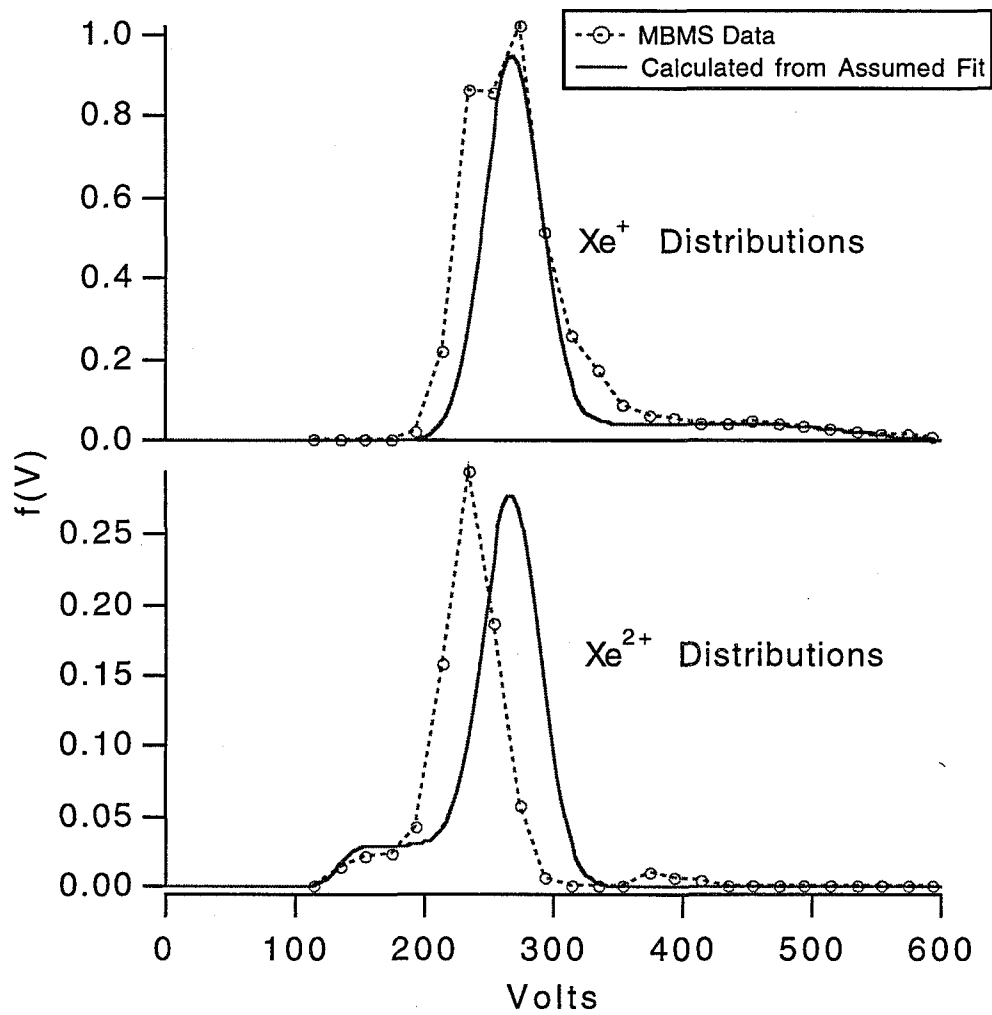 MBMS Data
Calculated from Assumed Fit
1.0
0.8
0.6
0.4
0.2
0.0
Xe⁺ Distributions
f(V)
0.25
0.20
0.15
0.10
0.05
0.00
Xe²⁺ Distributions
0 100 200 300 400 500 600
Volts